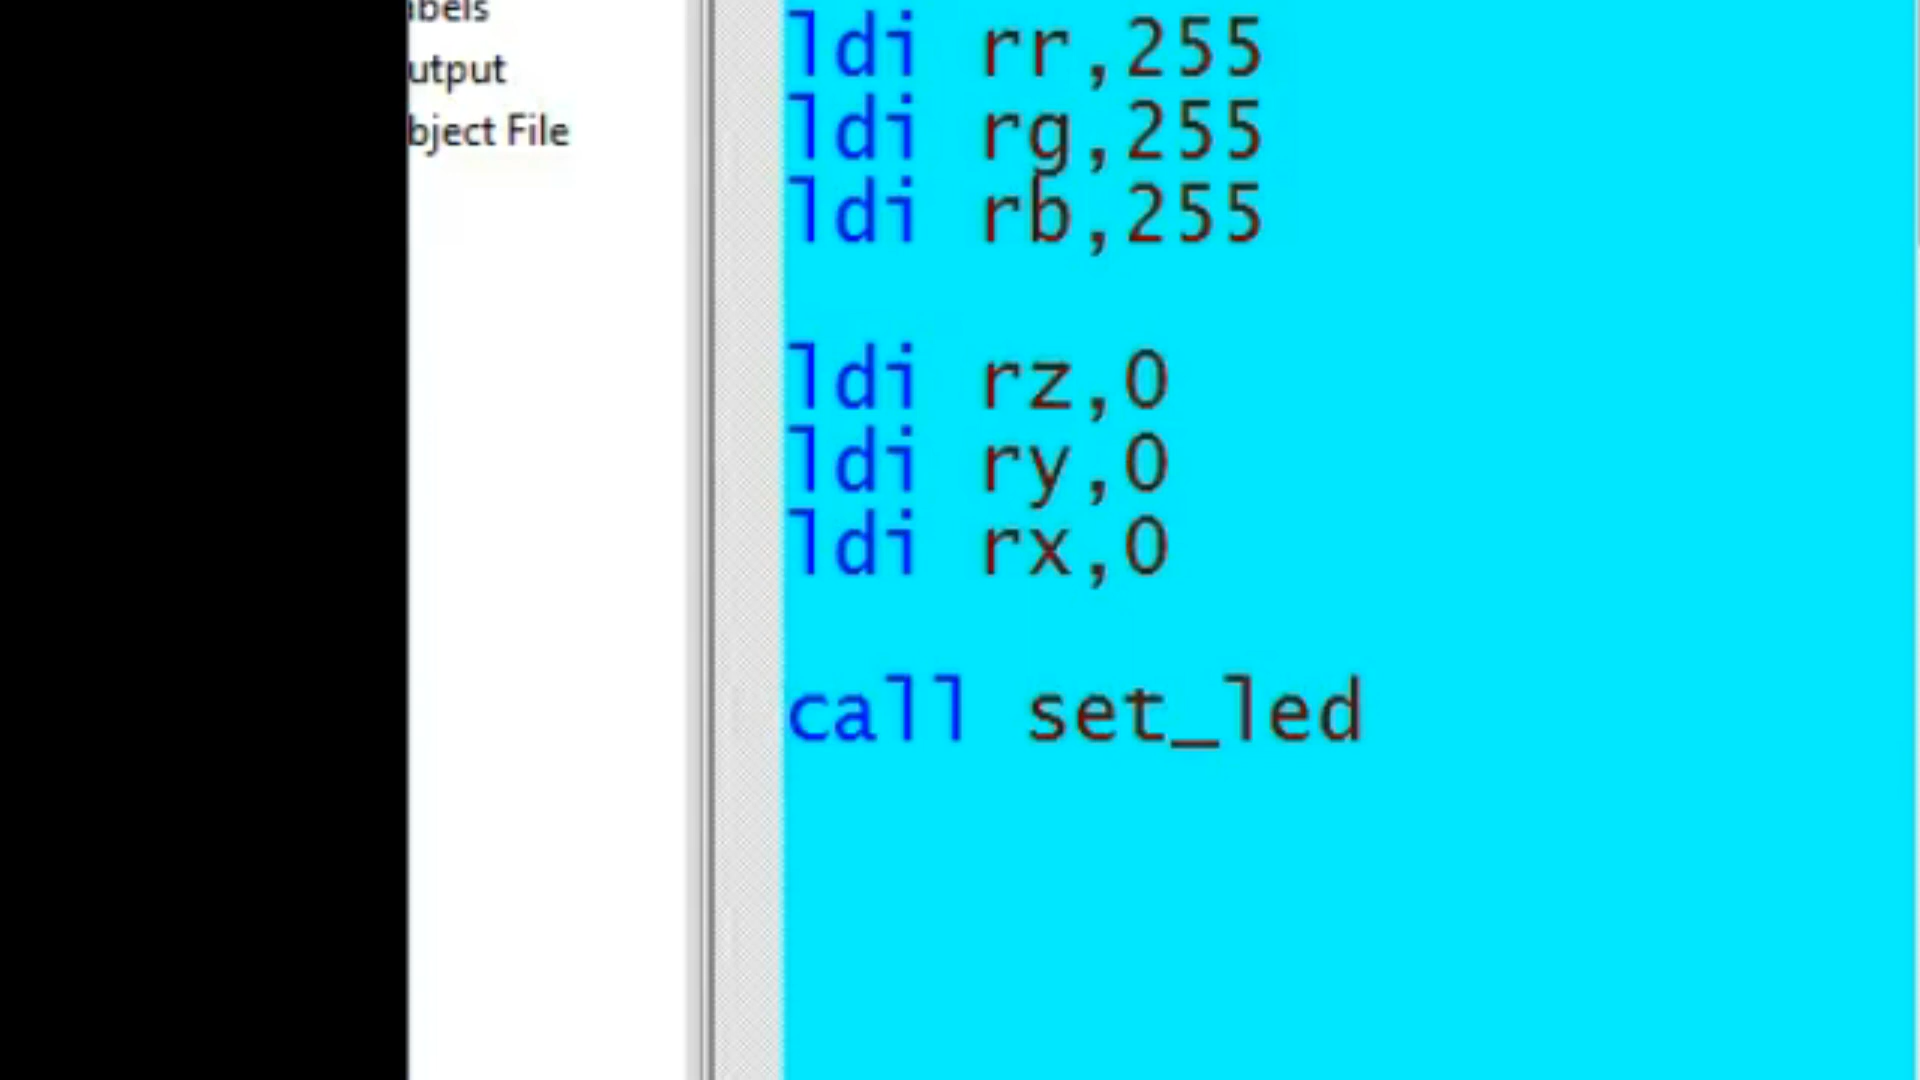 utput
bject File
ldi rr,255
ldi rg,255
ldi rb,255
ldi rz,0
ldi ry,0
ldi rx,0
call set_led